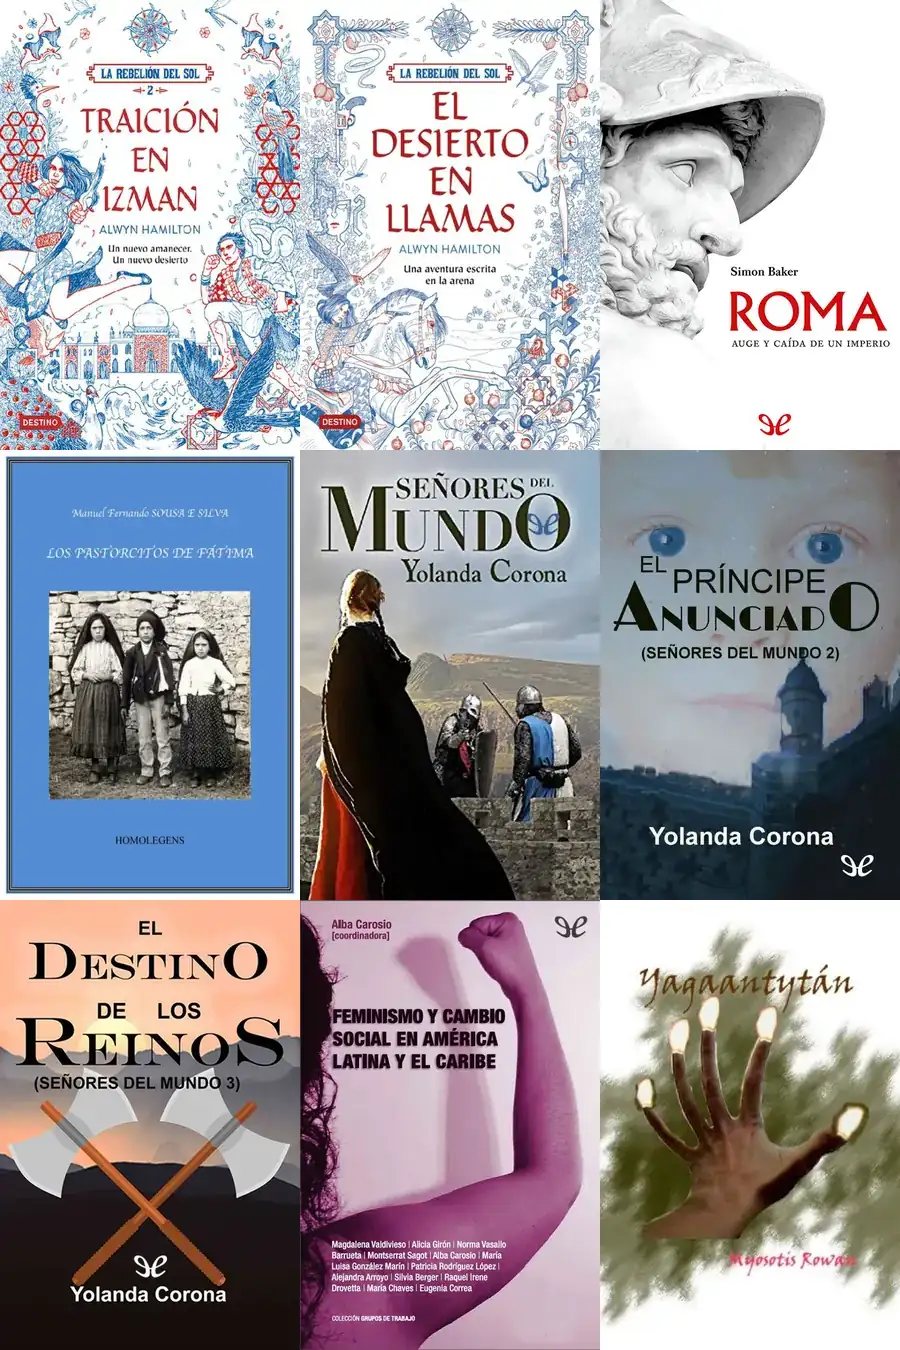 LA REBELIÓN DEL SOL
2
TRAICIÓN
EN
IZMAN
ALWYN HAMILTON
Un nuevo amanecer.
Un nuevo desierto
DESTINO
LA REBELIÓN DEL SOL
EL
DESIERTO
EN
LLAMAS
ALWYN HAMILTON
Una aventura escrita
en la arena
DESTINO
Simon Baker
ROMA
AUGE Y CAÍDA DE UN IMPERIO
Manuel Fernando SOUSA E SILVA
LOS PASTORCITOS DE FÁTIMA
HOMOLEGENS
SEÑORES DEL
MUNDO
Yolanda Corona
EL
PRÍNCIPE
ANUNCIADO
(SEÑORES DEL MUNDO 2)
Yolanda Corona
EL
DESTINO
DE LOS
REINOS
(SEÑORES DEL MUNDO 3)
Yolanda Corona
Alba Carosio
[coordinadora]
FEMINISMO Y CAMBIO
SOCIAL EN AMÉRICA
LATINA Y EL CARIBE
Magdalena Valdivieso | Alicia Girón | Norma Vasallo
Barrueta | Montserrat Sagot | Alba Carosio | María
Luisa González Marín | Patricia Rodríguez López |
Alejandra Arroyo | Silvia Berger | Raquel Irene
Drovetta | María Chaves | Eugenia Correa
COLECCIÓN GRUPOS DE TRABAJO
Yagaantytán
Myosotis Rowan